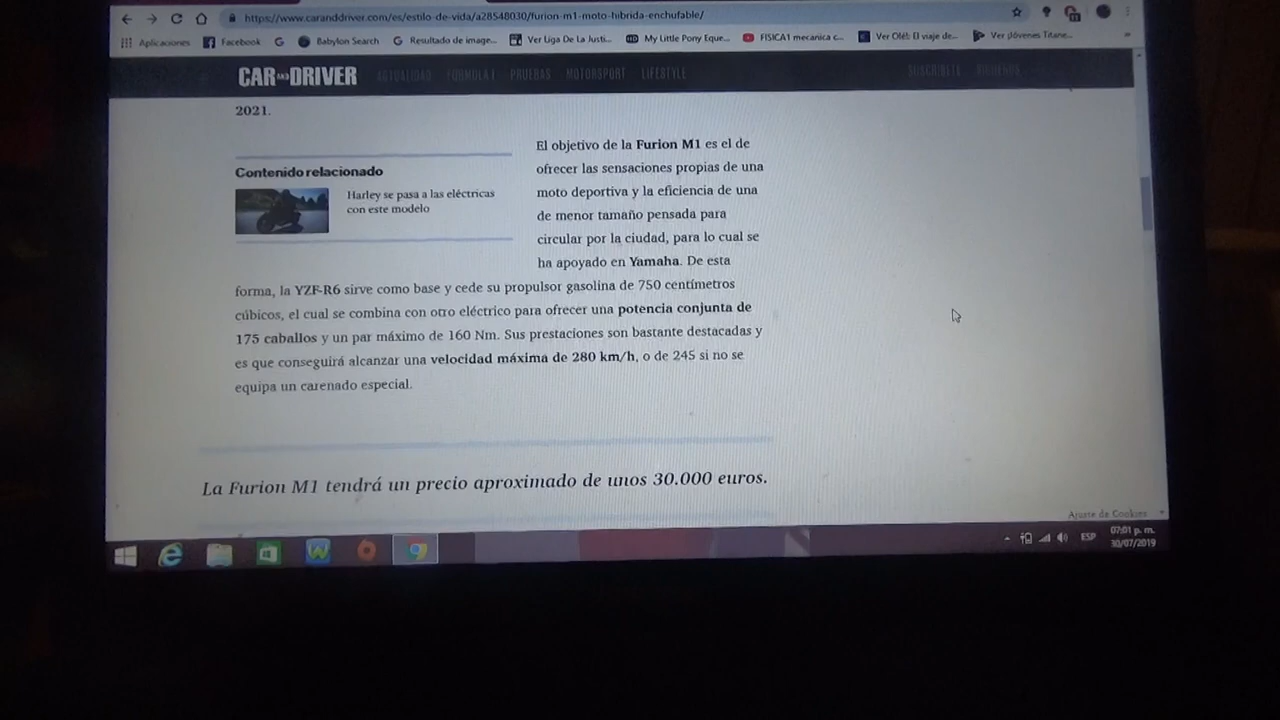 https://www.caranddriver.com/es/estilo-de-vida/a28548030/furion-m1-moto-hibrida-enchufable/
Aplicaciones Facebook Babylon Search Resultado de image... Ver Liga De La Justi... My Little Pony Eque... FISICA1 mecanica c... Ver Olé!: El viaje de... Ver Jóvenes Titane... »
CAR AND DRIVER ACTUALIDAD FORMULA 1 PRUEBAS MOTORSPORT LIFESTYLE SUSCRÍBETE SÍGUENOS
2021.
Contenido relacionado
Harley se pasa a las eléctricas
con este modelo
El objetivo de la Furion M1 es el de
ofrecer las sensaciones propias de una
moto deportiva y la eficiencia de una
de menor tamaño pensada para
circular por la ciudad, para lo cual se
ha apoyado en Yamaha. De esta
forma, la YZF-R6 sirve como base y cede su propulsor gasolina de 750 centímetros
cúbicos, el cual se combina con otro eléctrico para ofrecer una potencia conjunta de
175 caballos y un par máximo de 160 Nm. Sus prestaciones son bastante destacadas y
es que conseguirá alcanzar una velocidad máxima de 280 km/h, o de 245 si no se
equipa un carenado especial.
La Furion M1 tendrá un precio aproximado de unos 30.000 euros.
Ajuste de Cookies
ESP
07:01 p. m.
30/07/2019